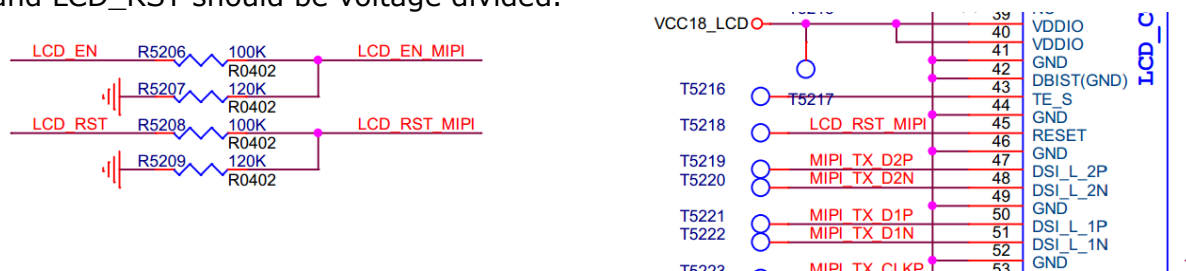 and LCD_RST should be voltage divided.
LCD_EN R5206 100K LCD_EN_MIPI
R0402
R5207 120K
R0402
LCD_RST R5208 100K LCD_RST_MIPI
R0402
R5209 120K
R0402
VCC18_LCD
T5216
T5217
T5218 LCD_RST_MIPI
T5219 MIPI_TX_D2P
T5220 MIPI_TX_D2N
T5221 MIPI_TX_D1P
T5222 MIPI_TX_D1N
T5223 MIPI_TX_CLKP
39
VDDIO
40
VDDIO
41
GND
42
DBIST(GND)
43
TE_S
44
GND
45
RESET
46
GND
47
DSI_L_2P
48
DSI_L_2N
49
GND
50
DSI_L_1P
51
DSI_L_1N
52
GND
53